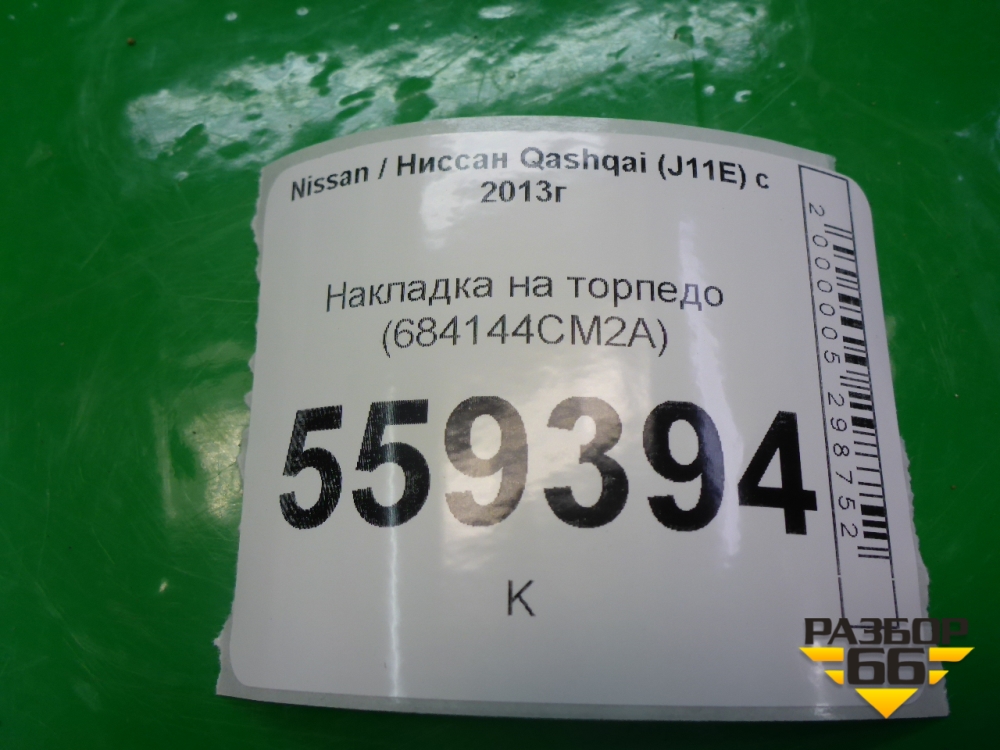 Nissan / Ниссан Qashqai (J11E) с
2013г
Накладка на торпедо
(684144CM2A)
559394
К
2000005298752
РАЗБОР
66